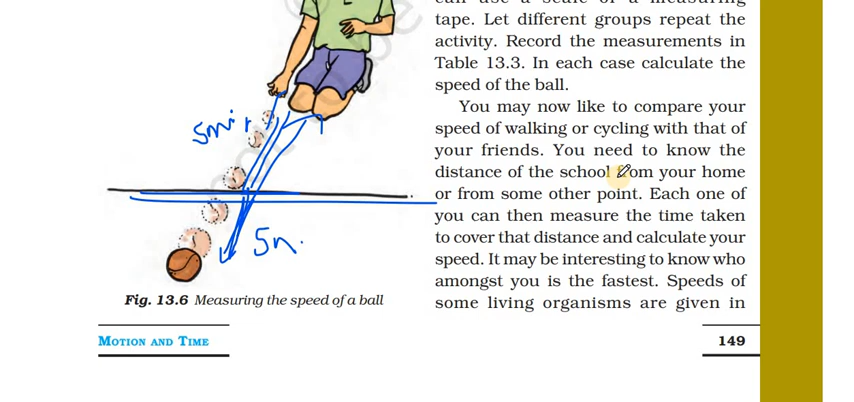 can use a scale or a measuring
tape. Let different groups repeat the
activity. Record the measurements in
Table 13.3. In each case calculate the
speed of the ball.
You may now like to compare your
speed of walking or cycling with that of
your friends. You need to know the
distance of the school from your home
or from some other point. Each one of
you can then measure the time taken
to cover that distance and calculate your
speed. It may be interesting to know who
amongst you is the fastest. Speeds of
some living organisms are given in
Fig. 13.6 Measuring the speed of a ball
MOTION AND TIME
149